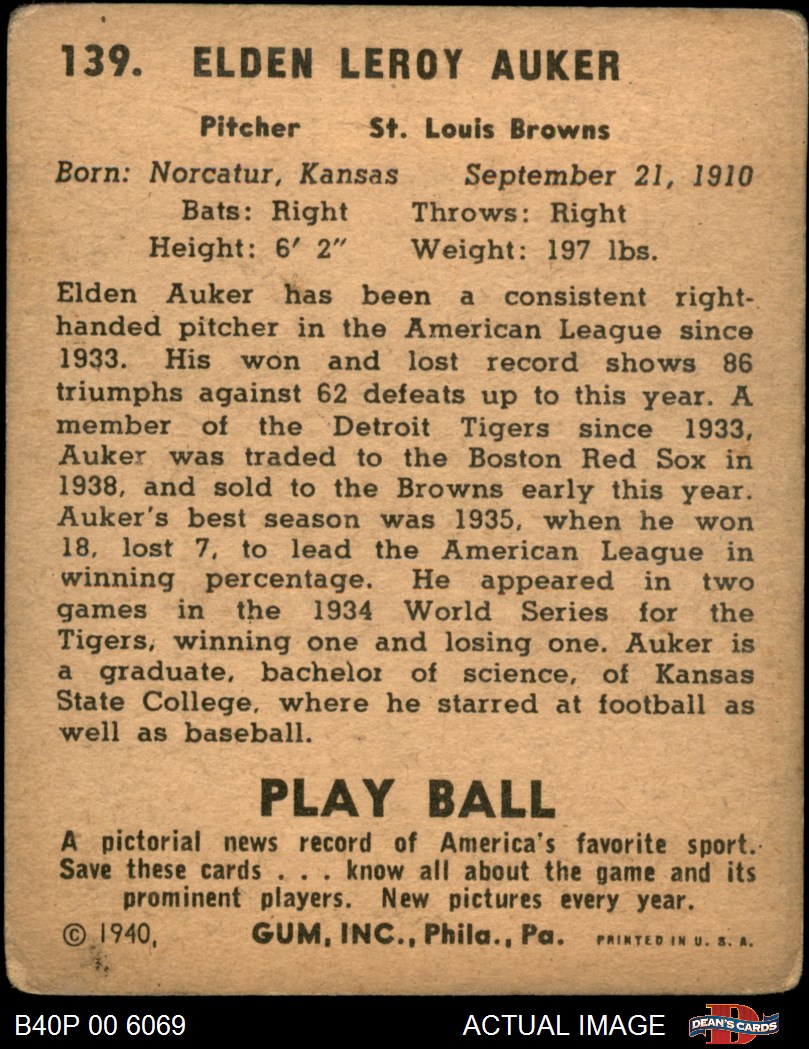 139. ELDEN LEROY AUKER
Pitcher St. Louis Browns
Born: Norcatur, Kansas September 21, 1910
Bats: Right Throws: Right
Height: 6' 2" Weight: 197 lbs.
Elden Auker has been a consistent right-
handed pitcher in the American League since
1933. His won and lost record shows 86
triumphs against 62 defeats up to this year. A
member of the Detroit Tigers since 1933,
Auker was traded to the Boston Red Sox in
1938, and sold to the Browns early this year.
Auker's best season was 1935, when he won
18, lost 7, to lead the American League in
winning percentage. He appeared in two
games in the 1934 World Series for the
Tigers, winning one and losing one. Auker is
a graduate, bachelor of science, of Kansas
State College, where he starred at football as
well as baseball.
PLAY BALL
A pictorial news record of America's favorite sport.
Save these cards . . . know all about the game and its
prominent players. New pictures every year.
© 1940, GUM, INC., Phila., Pa. PRINTED IN U. S. A.
B40P 00 6069 ACTUAL IMAGE D DEAN'S CARDS